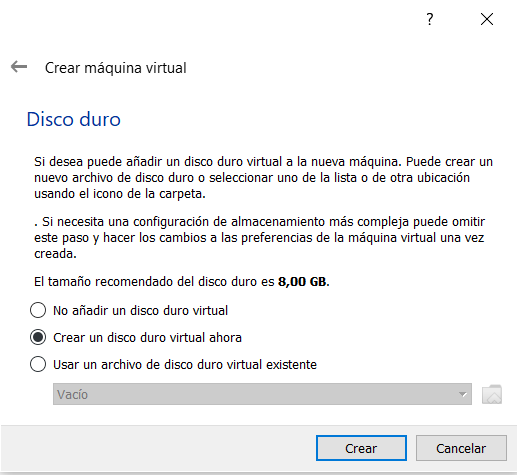 ?
Crear máquina virtual
Disco duro
Si desea puede añadir un disco duro virtual a la nueva máquina. Puede crear un
nuevo archivo de disco duro o seleccionar uno de la lista o de otra ubicación
usando el icono de la carpeta.
. Si necesita una configuración de almacenamiento más compleja puede omitir
este paso y hacer los cambios a las preferencias de la máquina virtual una vez
creada.
El tamaño recomendado del disco duro es 8,00 GB.
No añadir un disco duro virtual
Crear un disco duro virtual ahora
Usar un archivo de disco duro virtual existente
Vacío
Crear
Cancelar